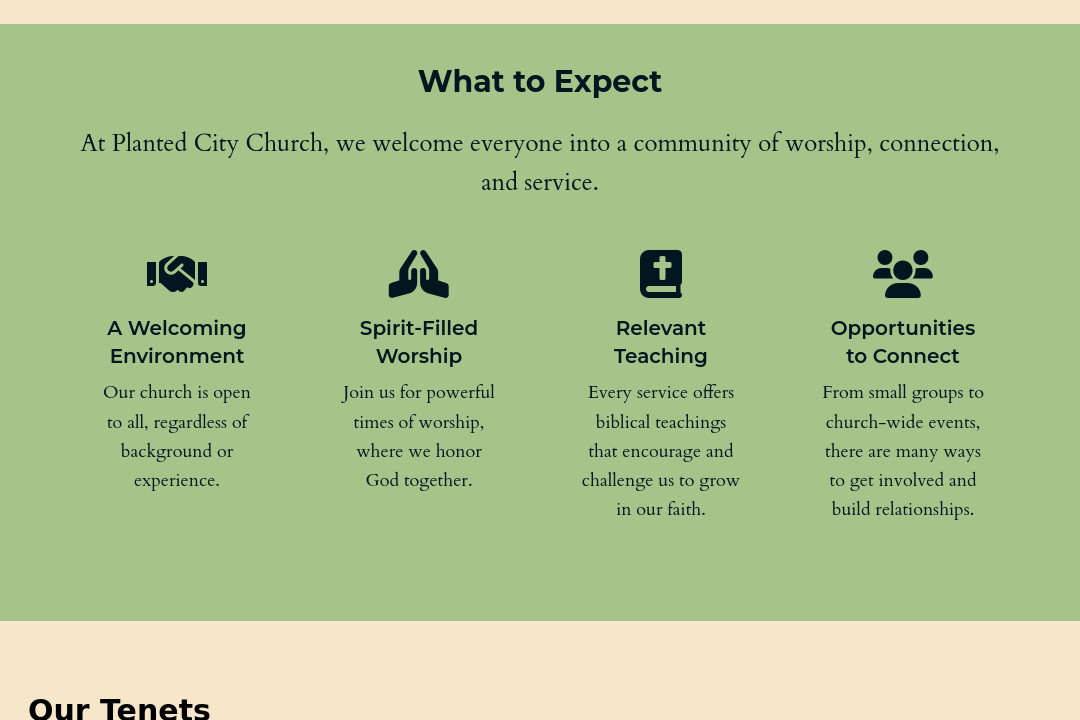 What to Expect
At Planted City Church, we welcome everyone into a community of worship, connection,
and service.
A Welcoming
Environment
Our church is open
to all, regardless of
background or
experience.
Spirit-Filled
Worship
Join us for powerful
times of worship,
where we honor
God together.
Relevant
Teaching
Every service offers
biblical teachings
that encourage and
challenge us to grow
in our faith.
Opportunities
to Connect
From small groups to
church-wide events,
there are many ways
to get involved and
build relationships.
Our Tenets